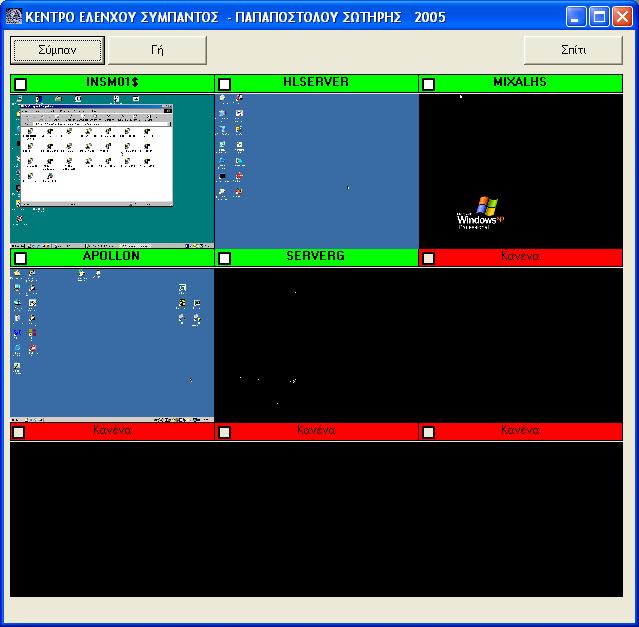 ΚΕΝΤΡΟ ΕΛΕΝΧΟΥ ΣΥΜΠΑΝΤΟΣ - ΠΑΠΑΠΟΣΤΟΛΟΥ ΣΩΤΗΡΗΣ 2005
Σύμπαν Γή Σπίτι
INSM01$ HLSERVER MIXALHS
Windows xp
Professional
APOLLON SERVERG Κανένα
Κανένα Κανένα Κανένα